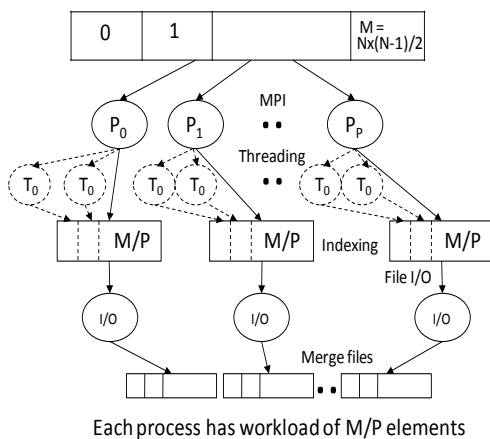 0
1
M =
Nx(N-1)/2
MPI
P0
P1
PP
Threading
T0
T0
T0
T0
T0
T0
M/P
M/P
Indexing
M/P
File I/O
I/O
I/O
I/O
Merge files
Each process has workload of M/P elements